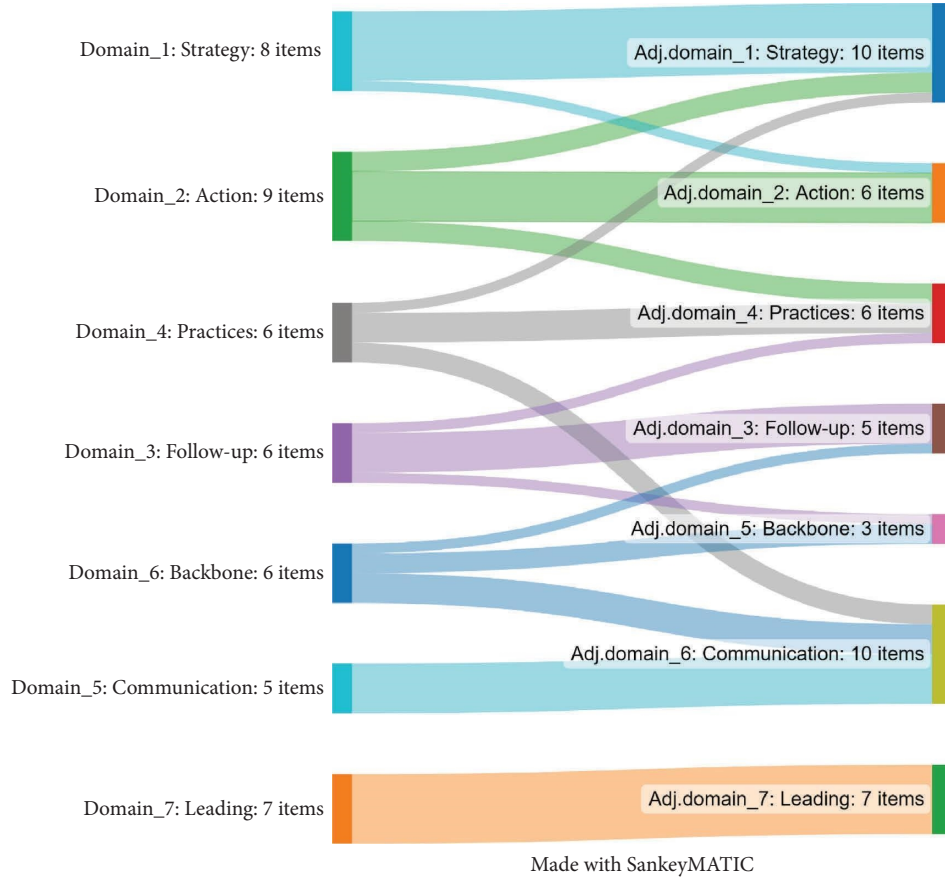 Domain_1: Strategy: 8 items
Adj.domain_1: Strategy: 10 items
Domain_2: Action: 9 items
Adj.domain_2: Action: 6 items
Domain_4: Practices: 6 items
Adj.domain_4: Practices: 6 items
Domain_3: Follow-up: 6 items
Adj.domain_3: Follow-up: 5 items
Domain_6: Backbone: 6 items
Adj.domain_5: Backbone: 3 items
Domain_5: Communication: 5 items
Adj.domain_6: Communication: 10 items
Domain_7: Leading: 7 items
Adj.domain_7: Leading: 7 items
Made with SankeyMATIC